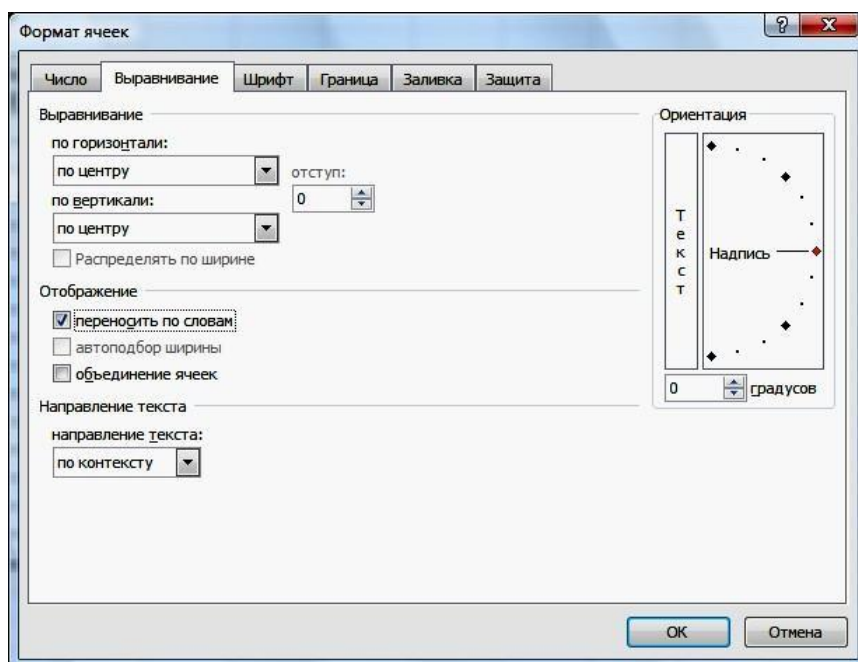 Формат ячеек
Число Выравнивание Шрифт Граница Заливка Защита
Выравнивание
по горизонтали:
по центру
отступ:
0
по вертикали:
по центру
Распределять по ширине
Отображение
переносить по словам
автоподбор ширины
объединение ячеек
Направление текста
направление текста:
по контексту
Ориентация
Текст
Надпись
0 градусов
ОК Отмена